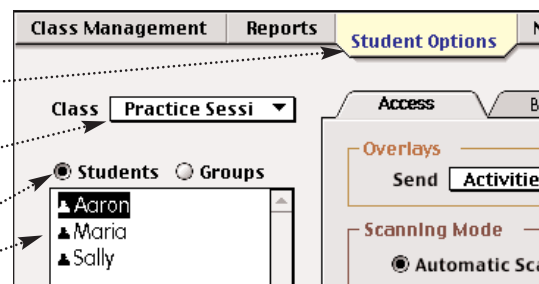 Class Management Reports Student Options
Class Practice Sessi Access
Overlays
Students Groups Send Activitie
Aaron
Maria Scanning Mode
Sally Automatic Sca